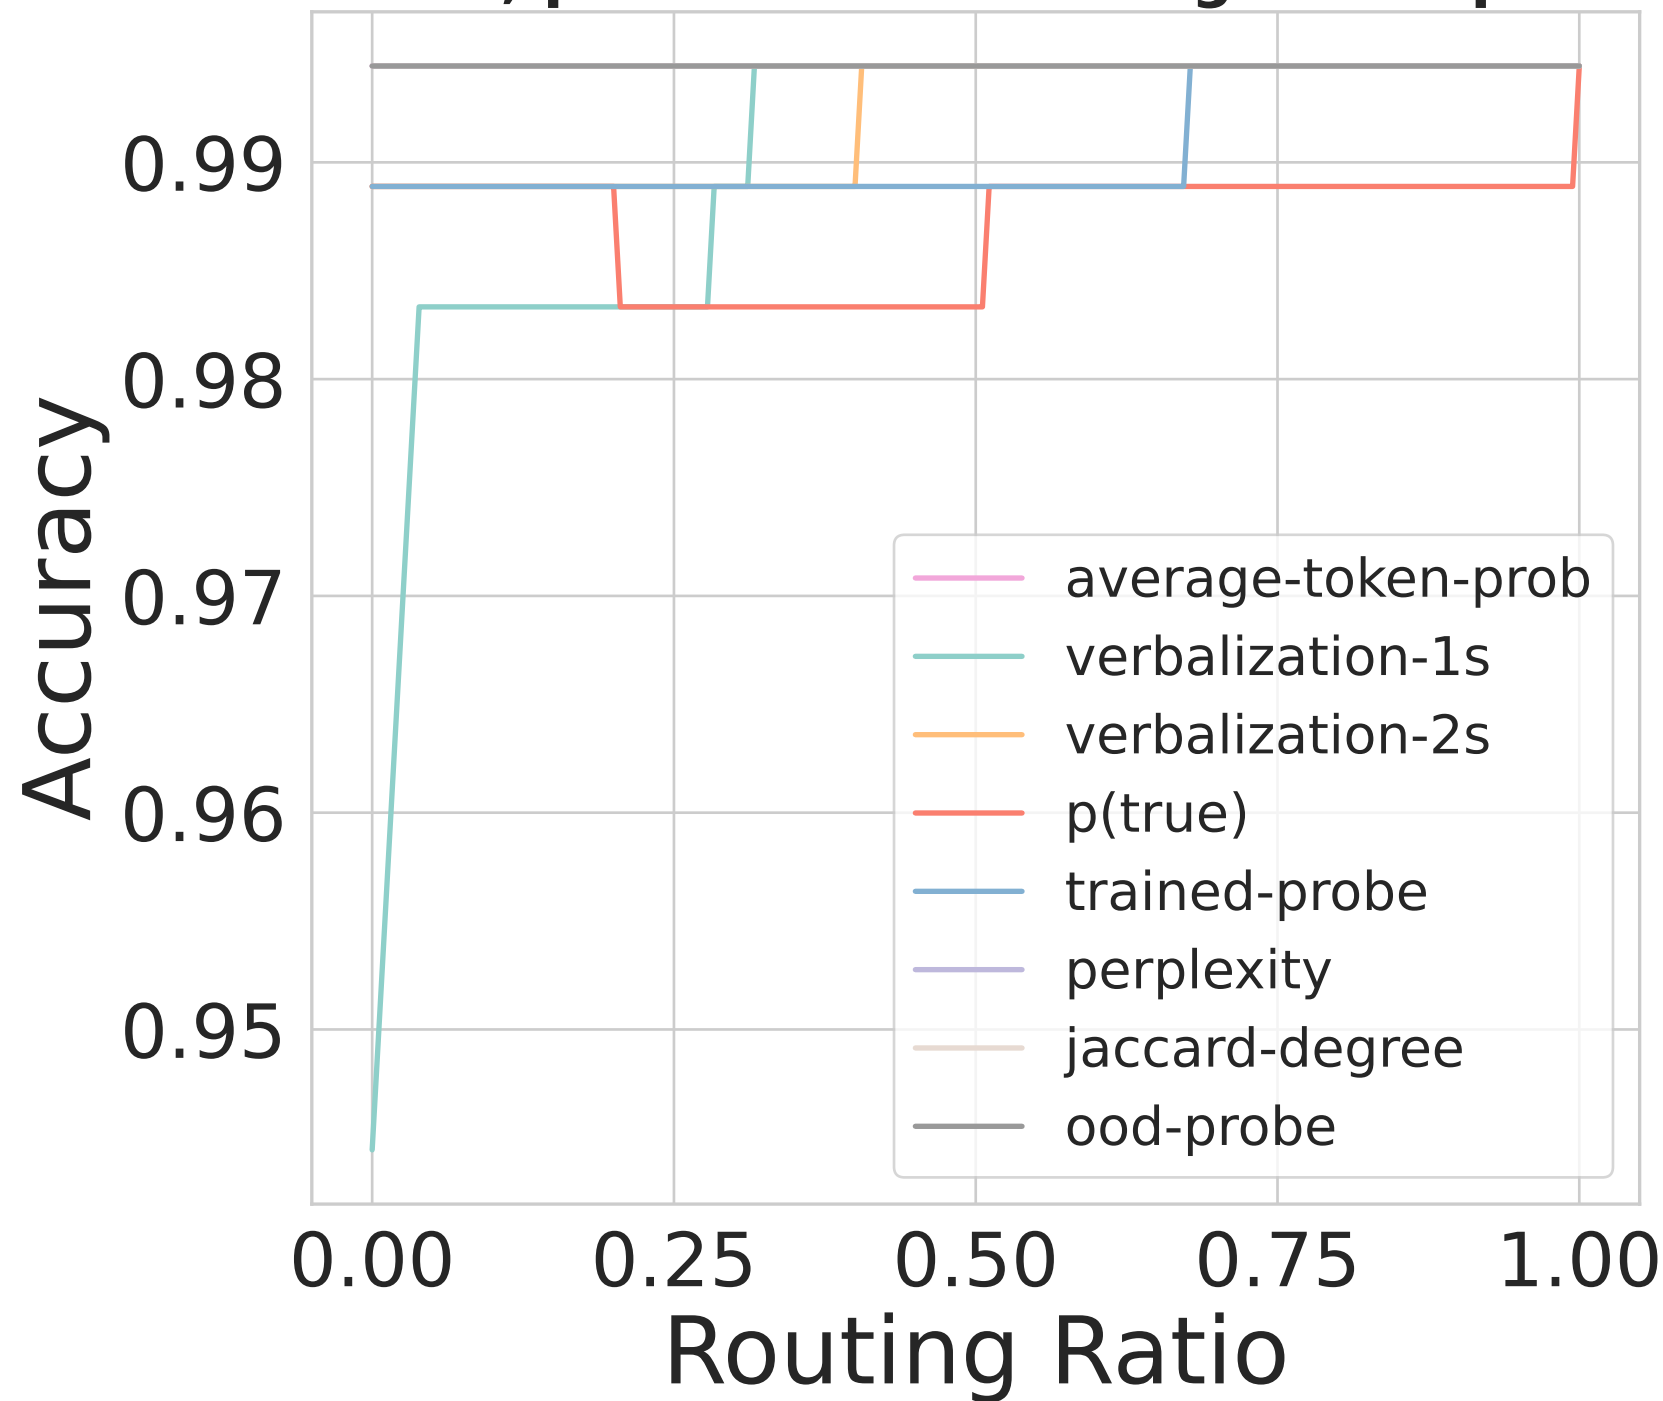 Accuracy
0.99
0.98
0.97
0.96
0.95
average-token-prob
verbalization-1s
verbalization-2s
p(true)
trained-probe
perplexity
jaccard-degree
ood-probe
0.00 0.25 0.50 0.75 1.00
Routing Ratio